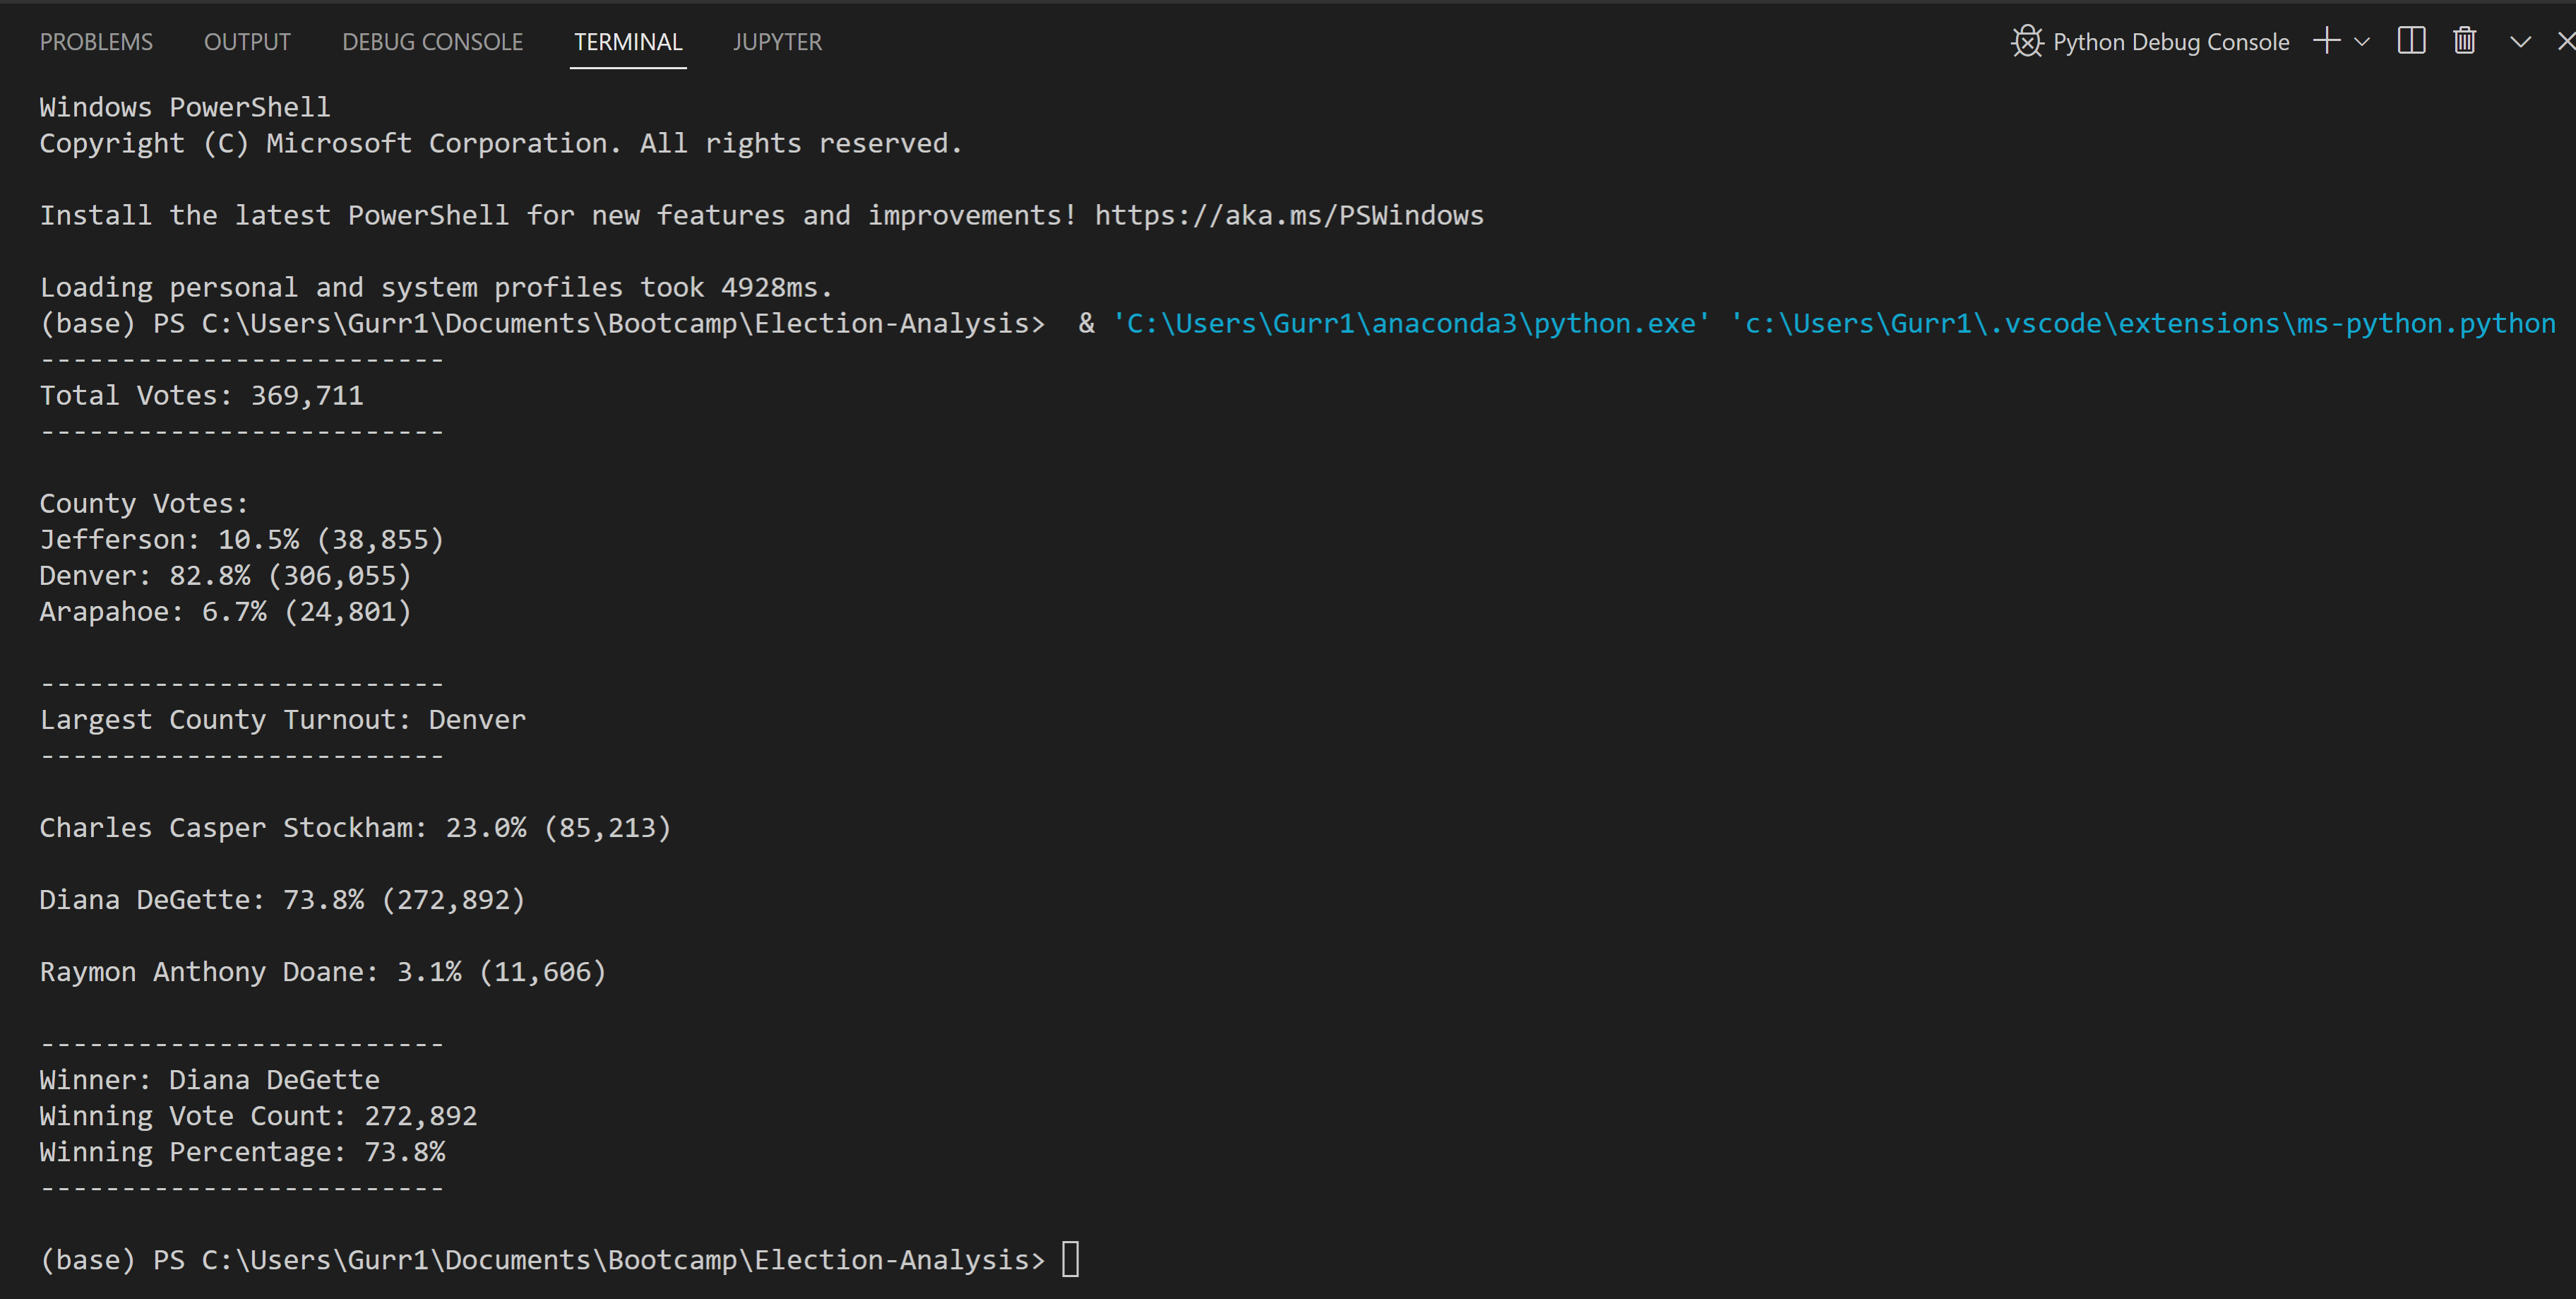 PROBLEMS OUTPUT DEBUG CONSOLE TERMINAL JUPYTER Python Debug Console
Windows PowerShell
Copyright (C) Microsoft Corporation. All rights reserved.
Install the latest PowerShell for new features and improvements! https://aka.ms/PSWindows
Loading personal and system profiles took 4928ms.
(base) PS C:\Users\Gurr1\Documents\Bootcamp\Election-Analysis>  & 'C:\Users\Gurr1\anaconda3\python.exe' 'c:\Users\Gurr1\.vscode\extensions\ms-python.python
-------------------------
Total Votes: 369,711
-------------------------
County Votes:
Jefferson: 10.5% (38,855)
Denver: 82.8% (306,055)
Arapahoe: 6.7% (24,801)
-------------------------
Largest County Turnout: Denver
-------------------------
Charles Casper Stockham: 23.0% (85,213)
Diana DeGette: 73.8% (272,892)
Raymon Anthony Doane: 3.1% (11,606)
-------------------------
Winner: Diana DeGette
Winning Vote Count: 272,892
Winning Percentage: 73.8%
-------------------------
(base) PS C:\Users\Gurr1\Documents\Bootcamp\Election-Analysis>